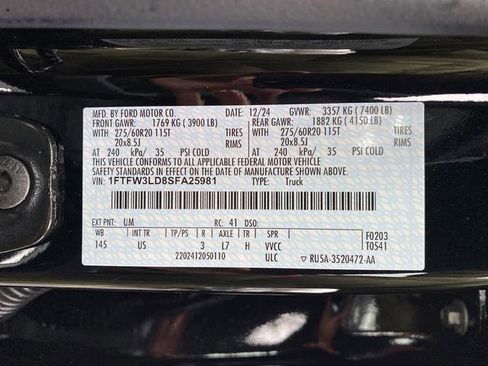 MFD. BY FORD MOTOR CO. 12/24 GVWR: 3357 KG (7400 LB)
FRONT GAWR: 1769 KG (3900 LB) REAR GAWR: 1882 KG (4150 LB)
WITH 275/60R20 115T TIRES WITH 275/60R20 115T TIRES
20x8.5J 20x8.5J RIMS
AT 240 kPa/ 35 PSI COLD AT 240 kPa/ 35 PSI COLD
THIS VEHICLE CONFORMS TO ALL APPLICABLE FEDERAL MOTOR VEHICLE
SAFETY STANDARDS IN EFFECT ON THE DATE OF MANUFACTURE SHOWN ABOVE.
VIN: 1FTFW3LD8SFA25981 TYPE: Truck
EXT PNT: UM RC: 41 DSO:
WB INT TR TP/PS R AX TR SPR F0203
145 US 3 L7 H VVCC T0541
2202412050110 ULC RU5A-3520472-AA